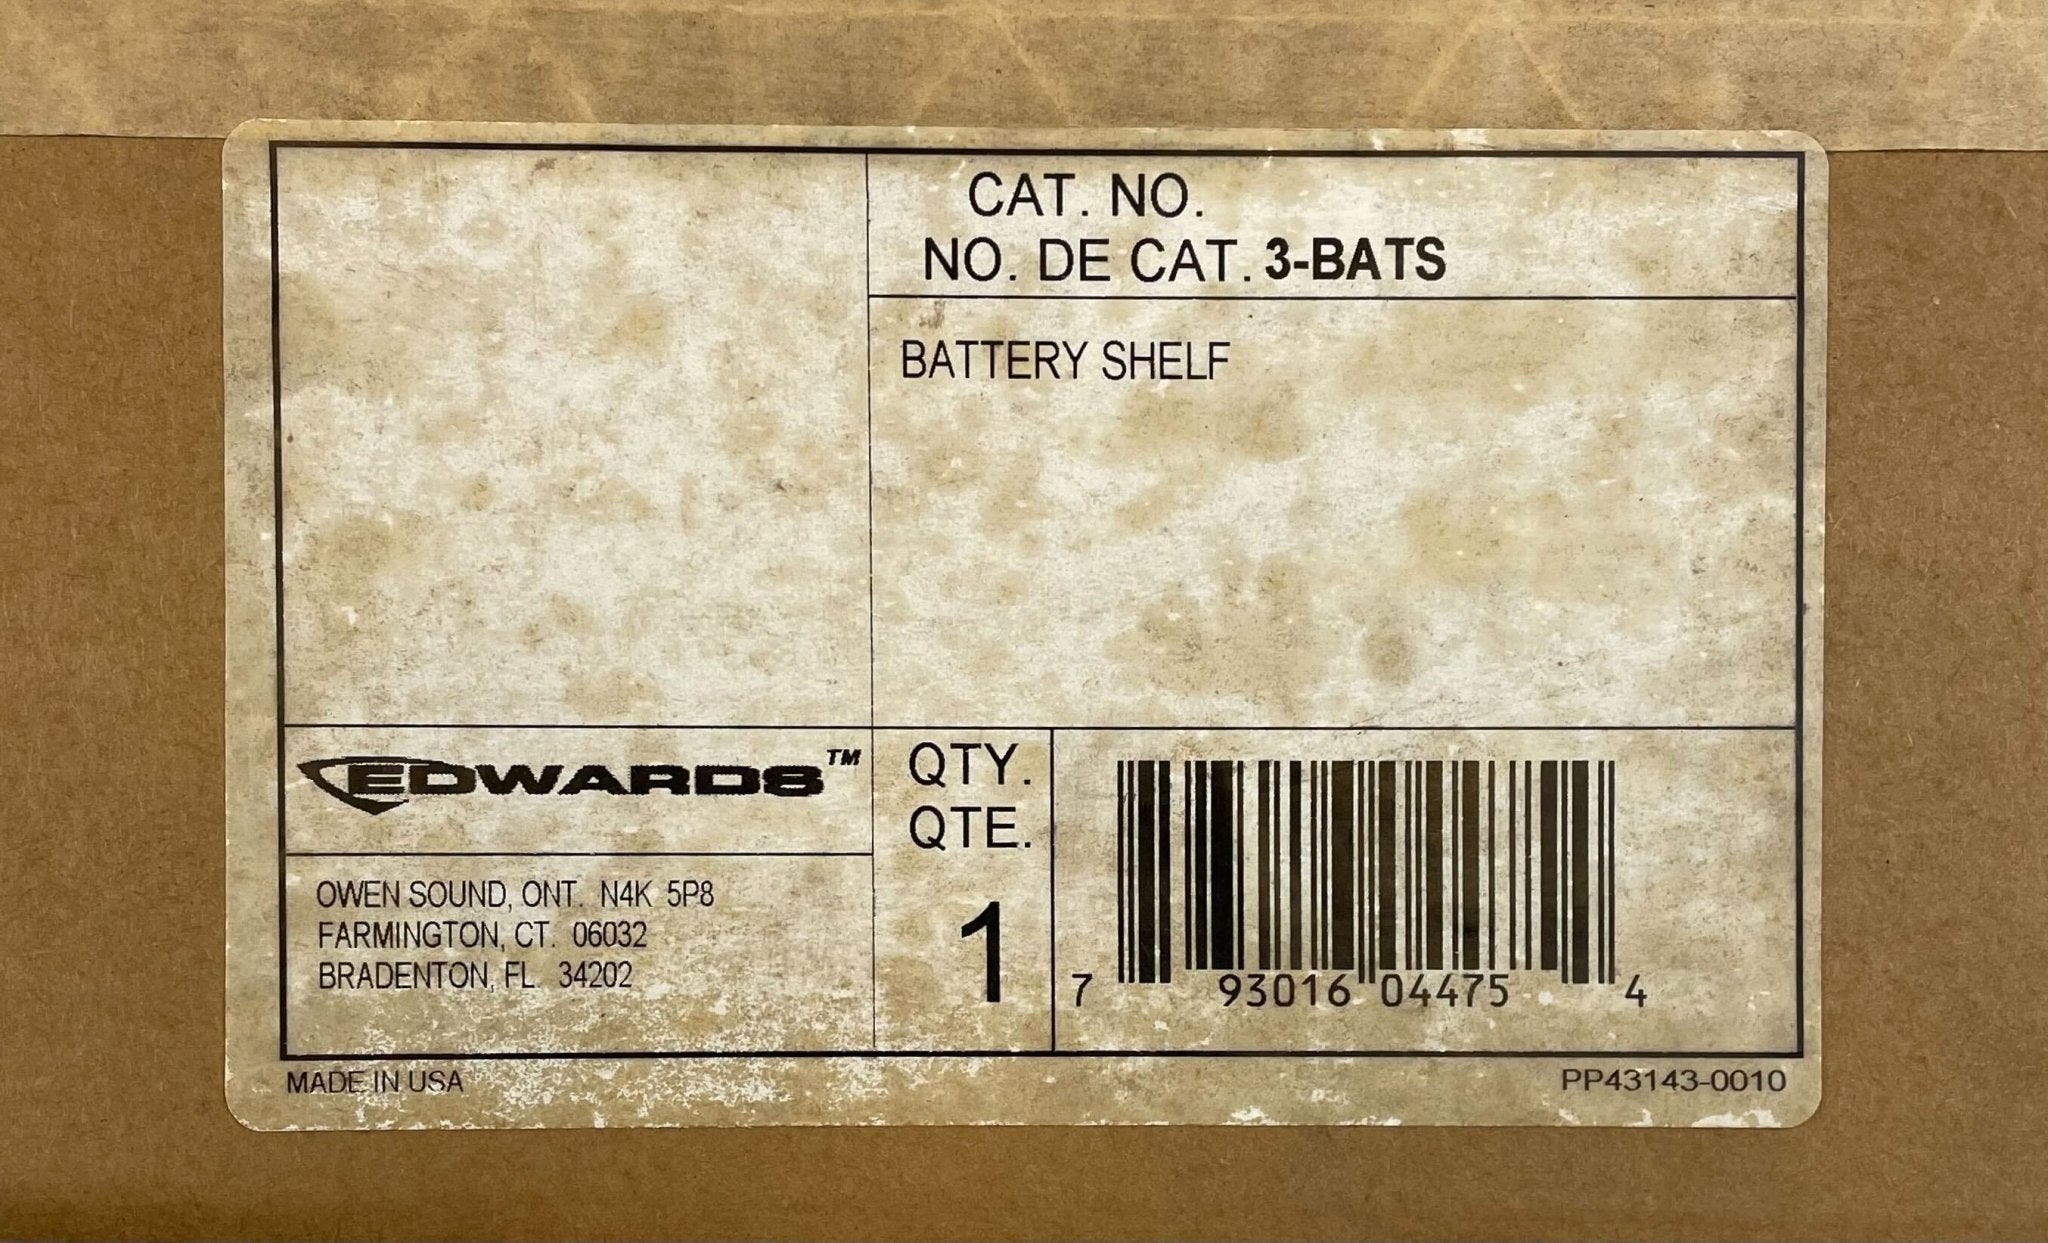 CAT. NO.
NO. DE CAT. 3-BATS
BATTERY SHELF
EDWARDS™
OWEN SOUND, ONT. N4K 5P8
FARMINGTON, CT. 06032
BRADENTON, FL 34202
QTY.
QTE.
1
7 93016 04475 4
MADE IN USA
PP43143-0010